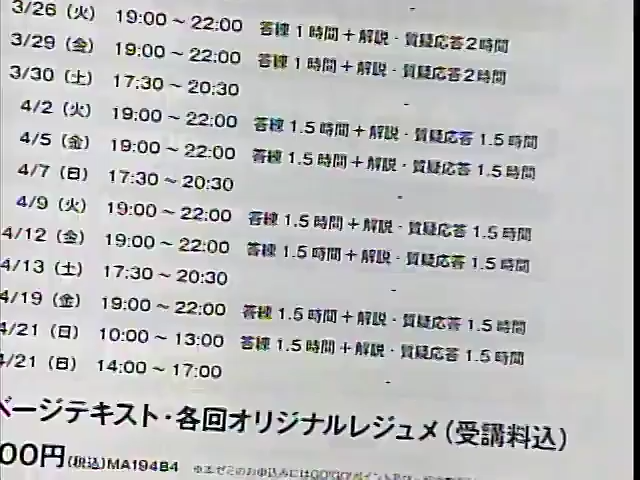 3/26（火） 19:00～22:00 答練1時間＋解説・質疑応答2時間
3/29（金） 19:00～22:00 答練1時間＋解説・質疑応答2時間
3/30（土） 17:30～20:30 -
4/2（火） 19:00～22:00 答練1.5時間＋解説・質疑応答1.5時間
4/5（金） 19:00～22:00 答練1.5時間＋解説・質疑応答1.5時間
4/7（日） 17:30～20:30 -
4/9（火） 19:00～22:00 答練1.5時間＋解説・質疑応答1.5時間
4/12（金） 19:00～22:00 答練1.5時間＋解説・質疑応答1.5時間
4/13（土） 17:30～20:30 -
4/19（金） 19:00～22:00 答練1.5時間＋解説・質疑応答1.5時間
4/21（日） 10:00～13:00 答練1.5時間＋解説・質疑応答1.5時間
4/21（日） 14:00～17:00 -
ページテキスト・各回オリジナルレジュメ（受講料込）
00円（税込）MA194B4 ※本ゼミのお申込みには